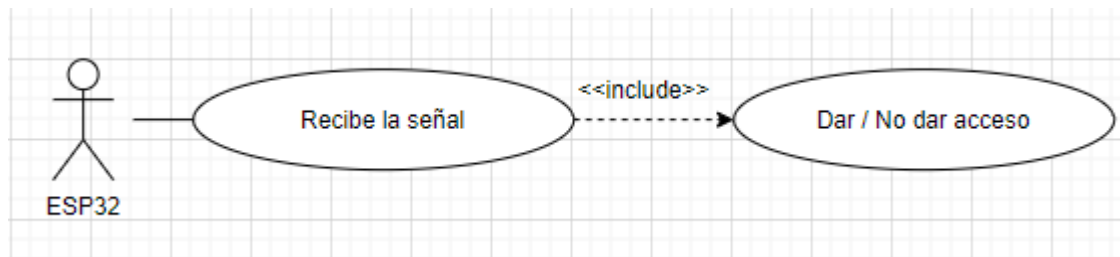 <<include>>
Recibe la señal
Dar / No dar acceso
ESP32